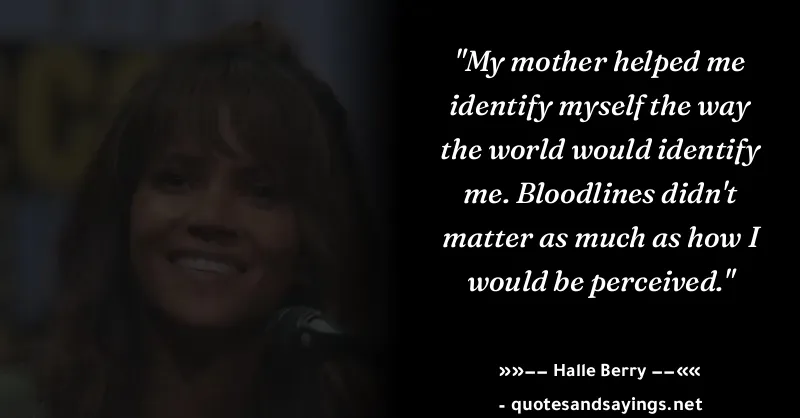 "My mother helped me
identify myself the way
the world would identify
me. Bloodlines didn't
matter as much as how I
would be perceived."
»»−− Halle Berry −−««
- quotesandsayings.net